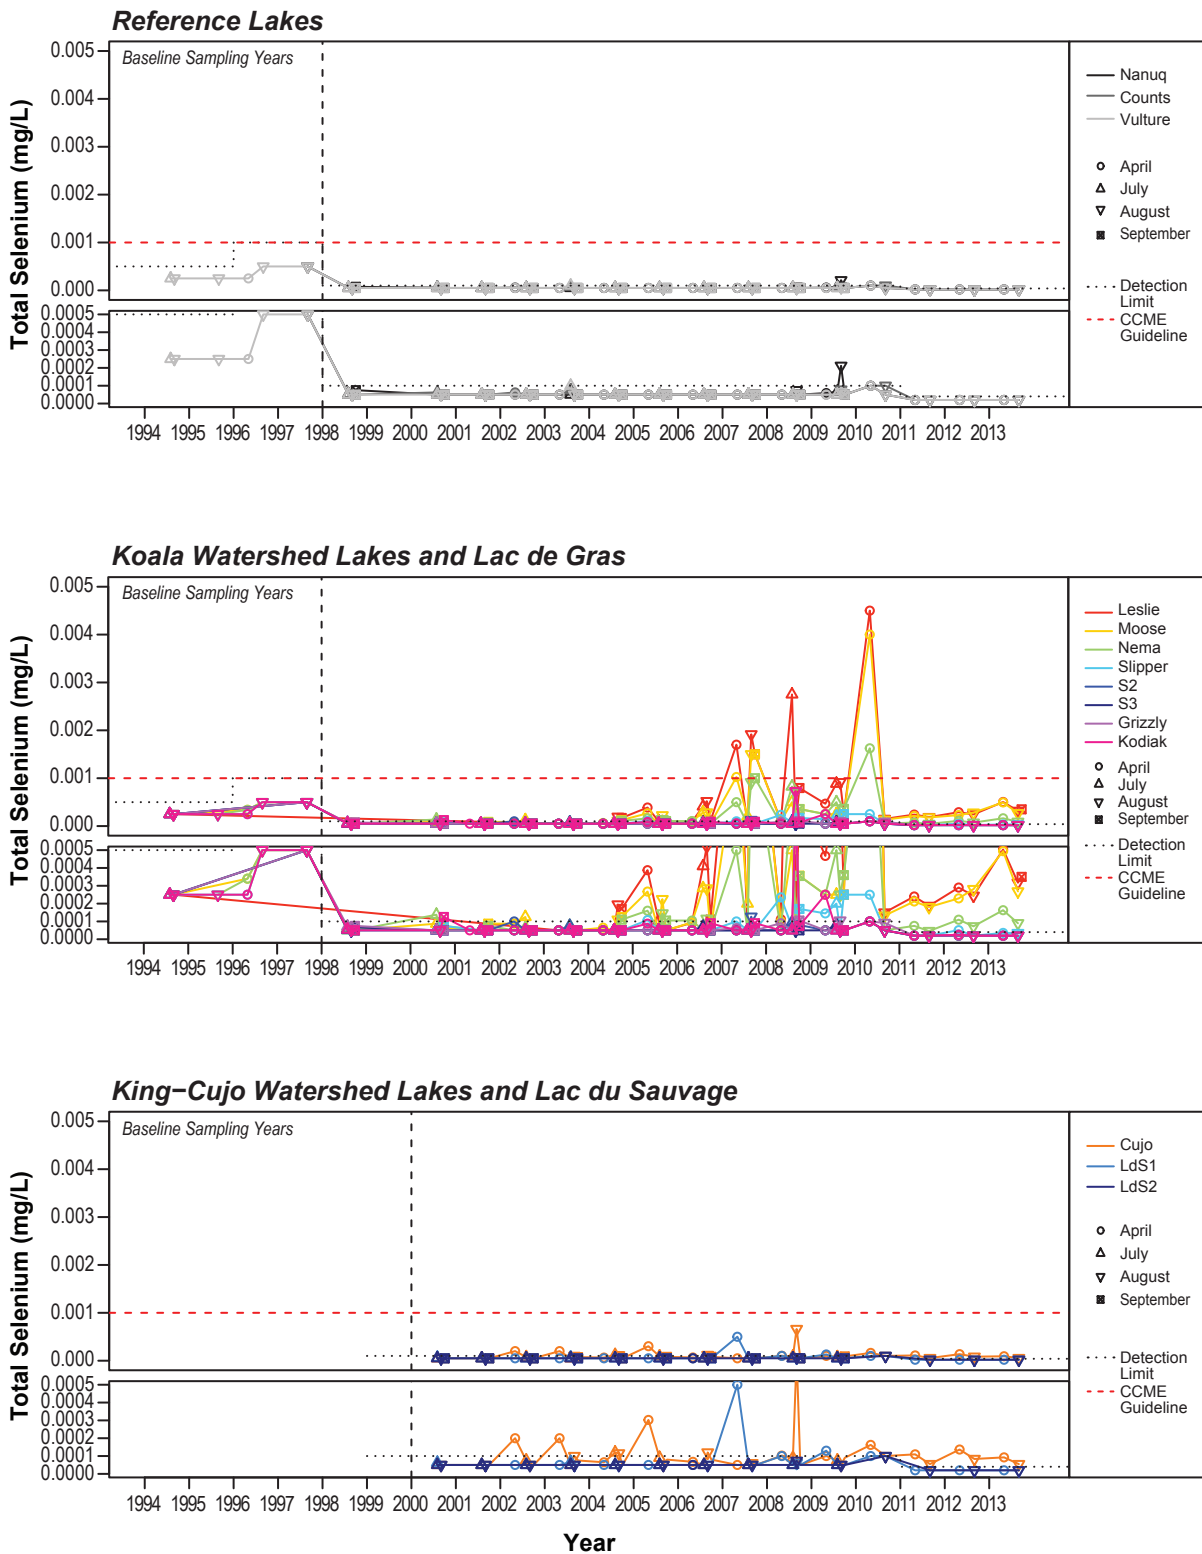 Reference Lakes
Baseline Sampling Years
Total Selenium (mg/L)
0.005
0.004
0.003
0.002
0.001
0.000
0.0005
0.0004
0.0003
0.0002
0.0001
0.0000
1994 1995 1996 1997 1998 1999 2000 2001 2002 2003 2004 2005 2006 2007 2008 2009 2010 2011 2012 2013
Nanuq
Counts
Vulture
April
July
August
September
Detection
Limit
CCME
Guideline
Koala Watershed Lakes and Lac de Gras
Baseline Sampling Years
Total Selenium (mg/L)
0.005
0.004
0.003
0.002
0.001
0.000
0.0005
0.0004
0.0003
0.0002
0.0001
0.0000
1994 1995 1996 1997 1998 1999 2000 2001 2002 2003 2004 2005 2006 2007 2008 2009 2010 2011 2012 2013
Leslie
Moose
Nema
Slipper
S2
S3
Grizzly
Kodiak
April
July
August
September
Detection
Limit
CCME
Guideline
King−Cujo Watershed Lakes and Lac du Sauvage
Baseline Sampling Years
Total Selenium (mg/L)
0.005
0.004
0.003
0.002
0.001
0.000
0.0005
0.0004
0.0003
0.0002
0.0001
0.0000
1994 1995 1996 1997 1998 1999 2000 2001 2002 2003 2004 2005 2006 2007 2008 2009 2010 2011 2012 2013
Cujo
LdS1
LdS2
April
July
August
September
Detection
Limit
CCME
Guideline
Year